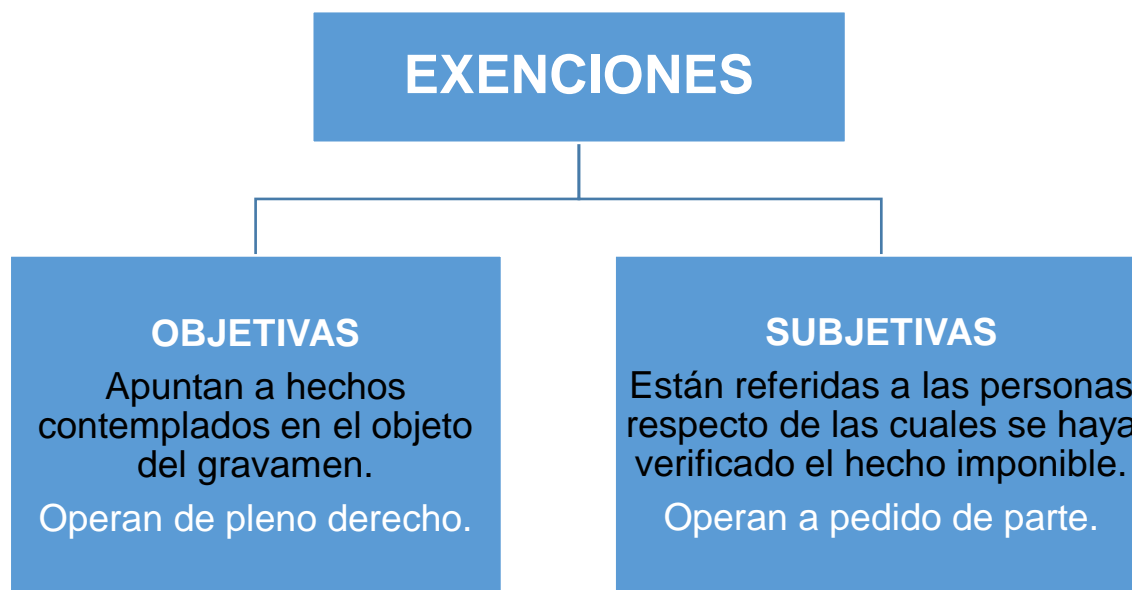 EXENCIONES
OBJETIVAS
Apuntan a hechos
contemplados en el objeto
del gravamen.
Operan de pleno derecho.
SUBJETIVAS
Están referidas a las personas
respecto de las cuales se haya
verificado el hecho imponible.
Operan a pedido de parte.